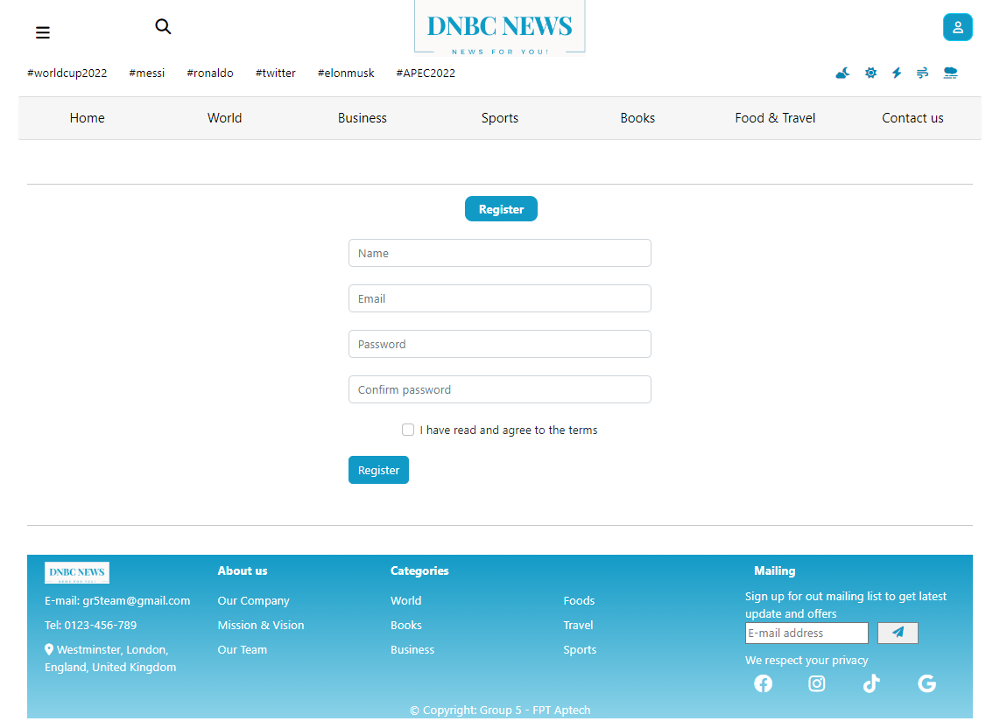 DNBC NEWS
NEWS FOR YOU!
#worldcup2022 #messi #ronaldo #twitter #elonmusk #APEC2022
Home World Business Sports Books Food & Travel Contact us
Register
Name
Email
Password
Confirm password
I have read and agree to the terms
Register
DNBC NEWS
NEWS FOR YOU!
E-mail: gr5team@gmail.com
Tel: 0123-456-789
Westminster, London,
England, United Kingdom
About us
Our Company
Mission & Vision
Our Team
Categories
World Foods
Books Travel
Business Sports
Mailing
Sign up for out mailing list to get latest
update and offers
E-mail address
We respect your privacy
© Copyright: Group 5 - FPT Aptech